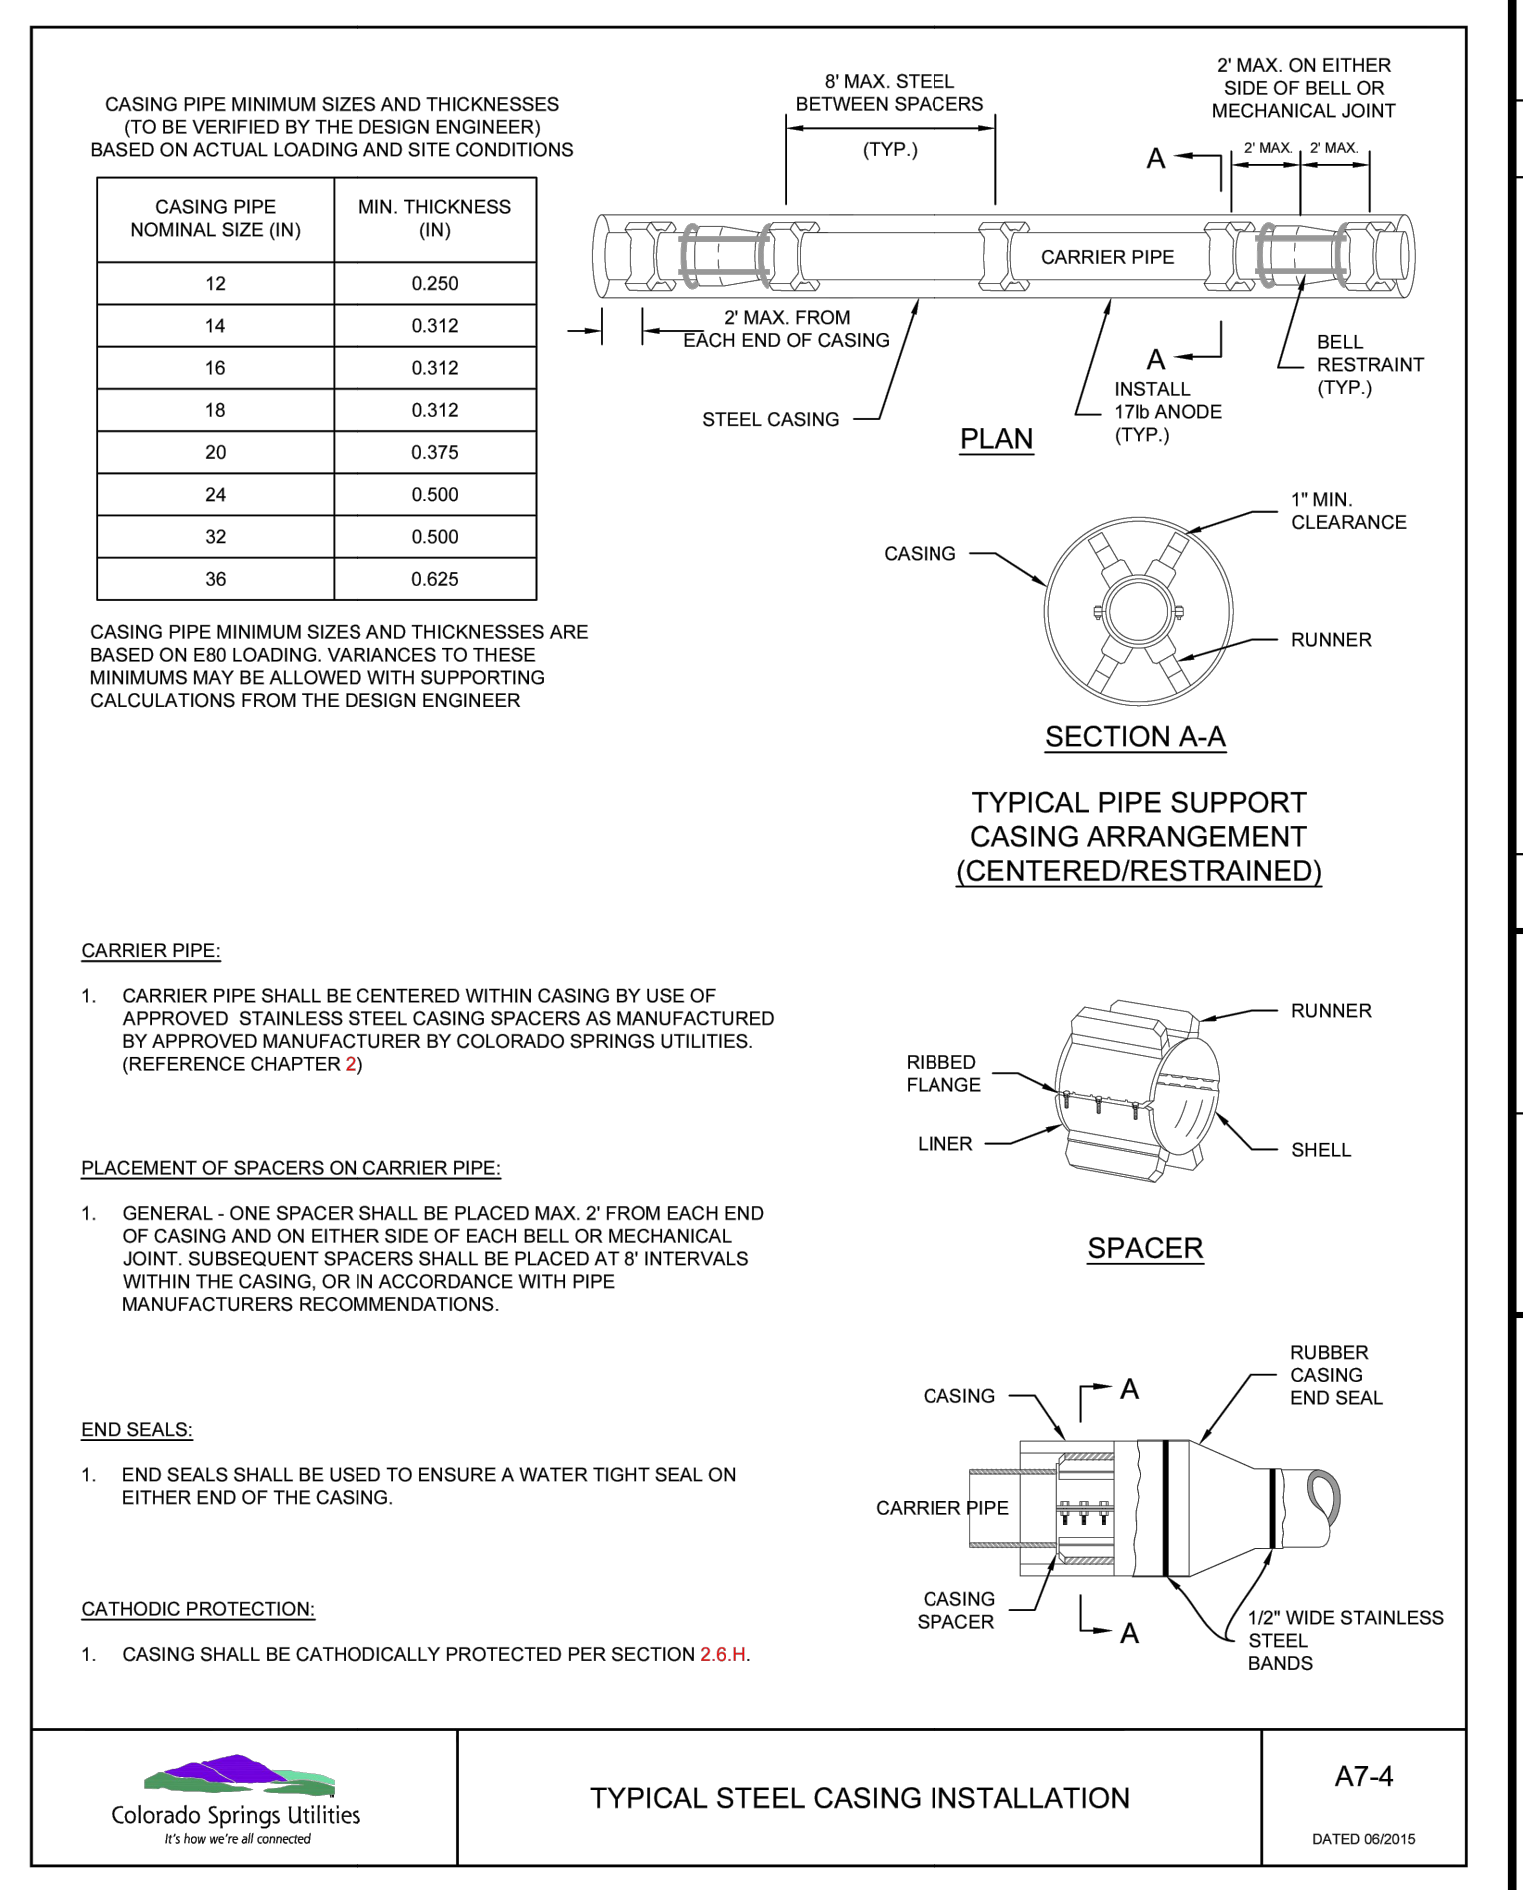 CASING PIPE MINIMUM SIZES AND THICKNESSES
(TO BE VERIFIED BY THE DESIGN ENGINEER)
BASED ON ACTUAL LOADING AND SITE CONDITIONS
CASING PIPE
NOMINAL SIZE (IN)
MIN. THICKNESS
(IN)
12 0.250
14 0.312
16 0.312
18 0.312
20 0.375
24 0.500
32 0.500
36 0.625
CASING PIPE MINIMUM SIZES AND THICKNESSES ARE
BASED ON E80 LOADING. VARIANCES TO THESE
MINIMUMS MAY BE ALLOWED WITH SUPPORTING
CALCULATIONS FROM THE DESIGN ENGINEER
8' MAX. STEEL
BETWEEN SPACERS
(TYP.)
2' MAX. ON EITHER
SIDE OF BELL OR
MECHANICAL JOINT
2' MAX. 2' MAX.
A
CARRIER PIPE
2' MAX. FROM
EACH END OF CASING
A
BELL
RESTRAINT
(TYP.)
STEEL CASING
INSTALL
17lb ANODE
(TYP.)
PLAN
1" MIN.
CLEARANCE
CASING
RUNNER
SECTION A-A
TYPICAL PIPE SUPPORT
CASING ARRANGEMENT
(CENTERED/RESTRAINED)
CARRIER PIPE:
1. CARRIER PIPE SHALL BE CENTERED WITHIN CASING BY USE OF
APPROVED STAINLESS STEEL CASING SPACERS AS MANUFACTURED
BY APPROVED MANUFACTURER BY COLORADO SPRINGS UTILITIES.
(REFERENCE CHAPTER 2)
PLACEMENT OF SPACERS ON CARRIER PIPE:
1. GENERAL - ONE SPACER SHALL BE PLACED MAX. 2' FROM EACH END
OF CASING AND ON EITHER SIDE OF EACH BELL OR MECHANICAL
JOINT. SUBSEQUENT SPACERS SHALL BE PLACED AT 8' INTERVALS
WITHIN THE CASING, OR IN ACCORDANCE WITH PIPE
MANUFACTURERS RECOMMENDATIONS.
END SEALS:
1. END SEALS SHALL BE USED TO ENSURE A WATER TIGHT SEAL ON
EITHER END OF THE CASING.
CATHODIC PROTECTION:
1. CASING SHALL BE CATHODICALLY PROTECTED PER SECTION 2.6.H.
RUNNER
RIBBED
FLANGE
LINER
SHELL
SPACER
RUBBER
CASING
END SEAL
CASING
A
CARRIER PIPE
CASING
SPACER
A
1/2" WIDE STAINLESS
STEEL
BANDS
Colorado Springs Utilities
It's how we're all connected
TYPICAL STEEL CASING INSTALLATION
A7-4
DATED 06/2015